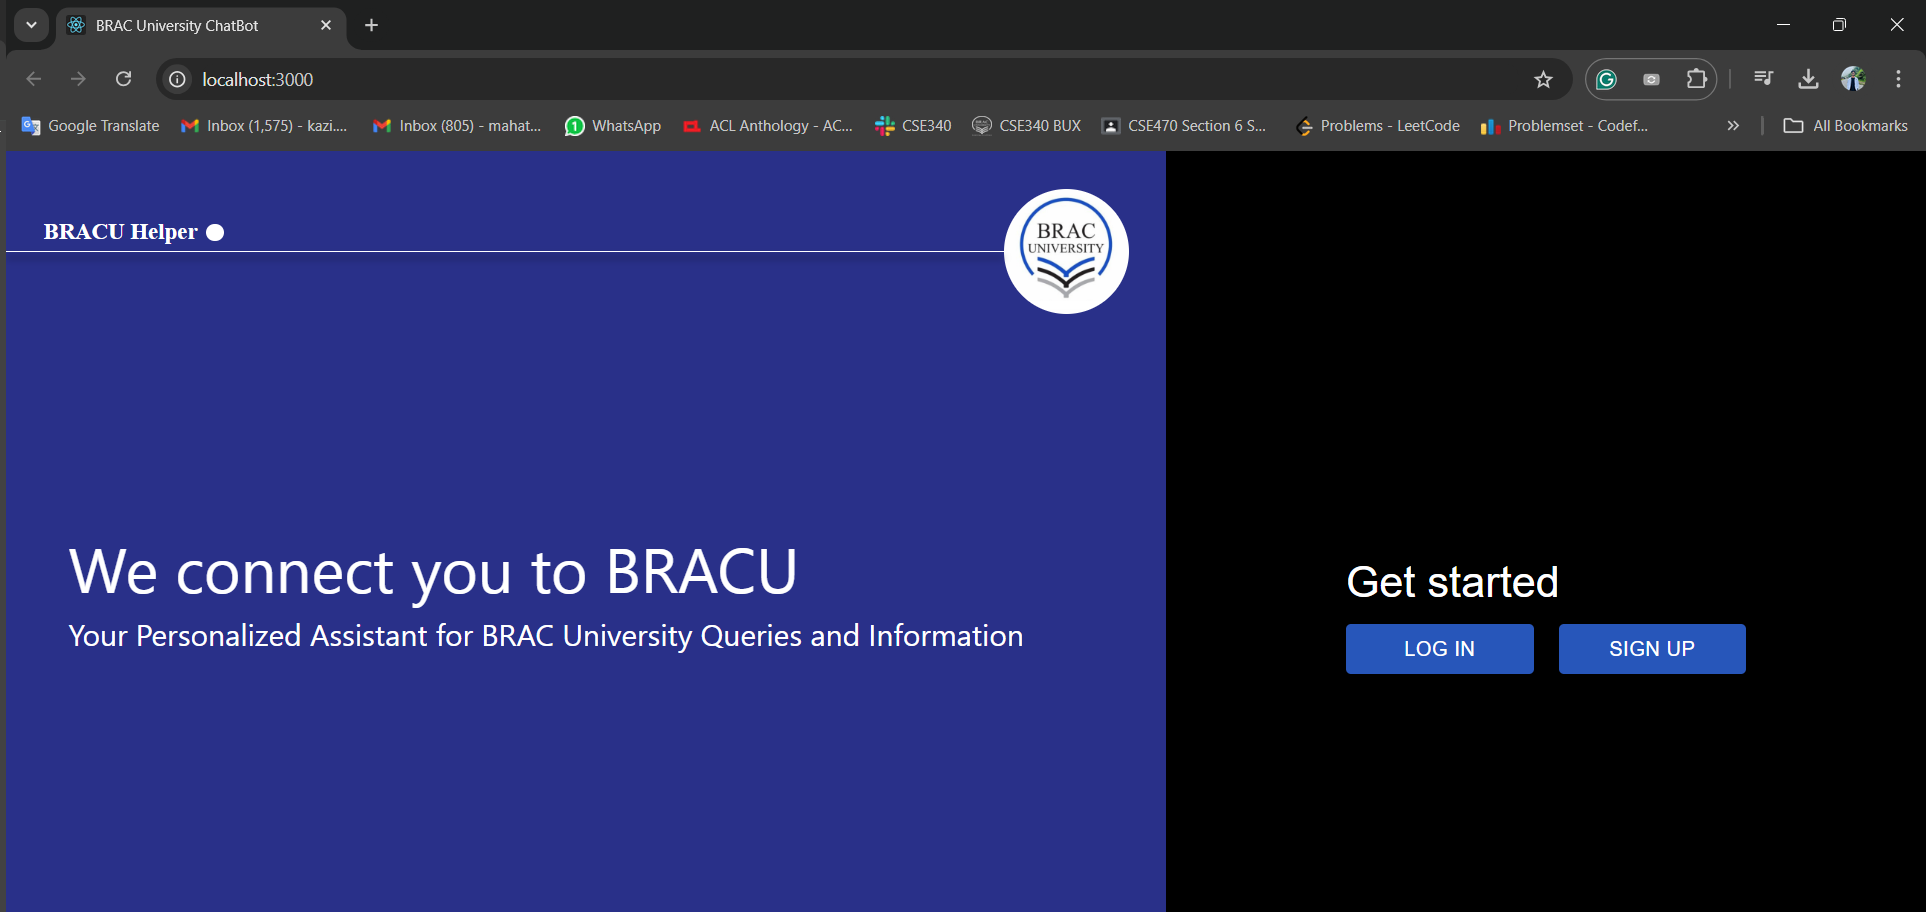 BRAC University ChatBot
localhost:3000
Google Translate
Inbox (1,575) - kazi....
Inbox (805) - mahat...
WhatsApp
ACL Anthology - AC...
CSE340
CSE340 BUX
CSE470 Section 6 S...
Problems - LeetCode
Problemset - Codef...
All Bookmarks
BRACU Helper
BRAC
UNIVERSITY
We connect you to BRACU
Your Personalized Assistant for BRAC University Queries and Information
Get started
LOG IN
SIGN UP